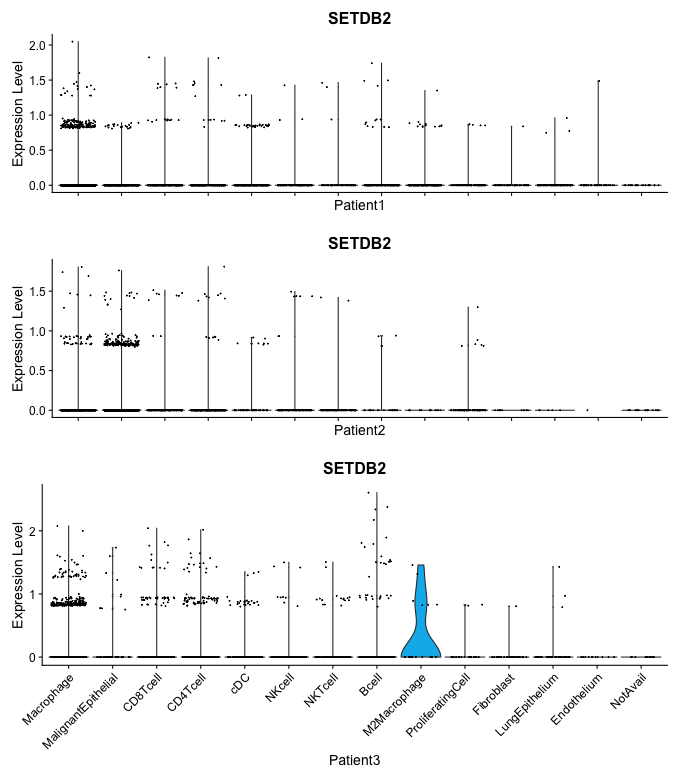 SETDB2
Expression Level
2.0
1.5
1.0
0.5
0.0
Patient1
SETDB2
Expression Level
1.5
1.0
0.5
0.0
Patient2
SETDB2
Expression Level
2
1
0
Macrophage
MalignantEpithelial
CD8Tcell
CD4Tcell
cDC
NKcell
NKTcell
Bcell
M2Macrophage
ProliferatingCell
Fibroblast
LungEpithelium
Endothelium
NotAvail
Patient3